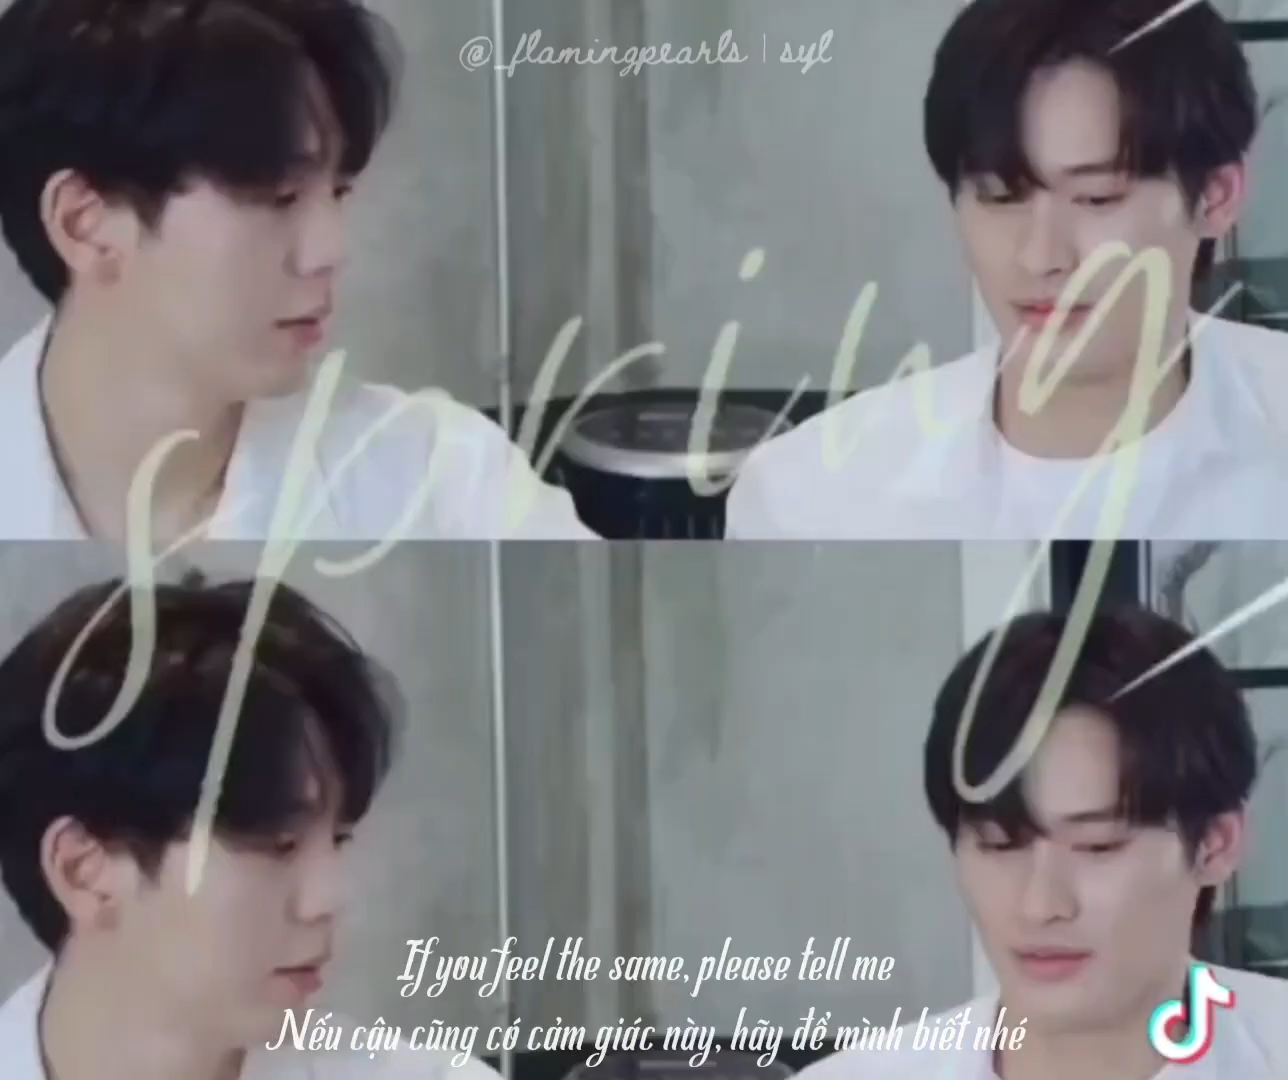 @_flamingpearls | syl
spring
If you feel the same, please tell me
Nếu cậu cũng có cảm giác này, hãy để mình biết nhé